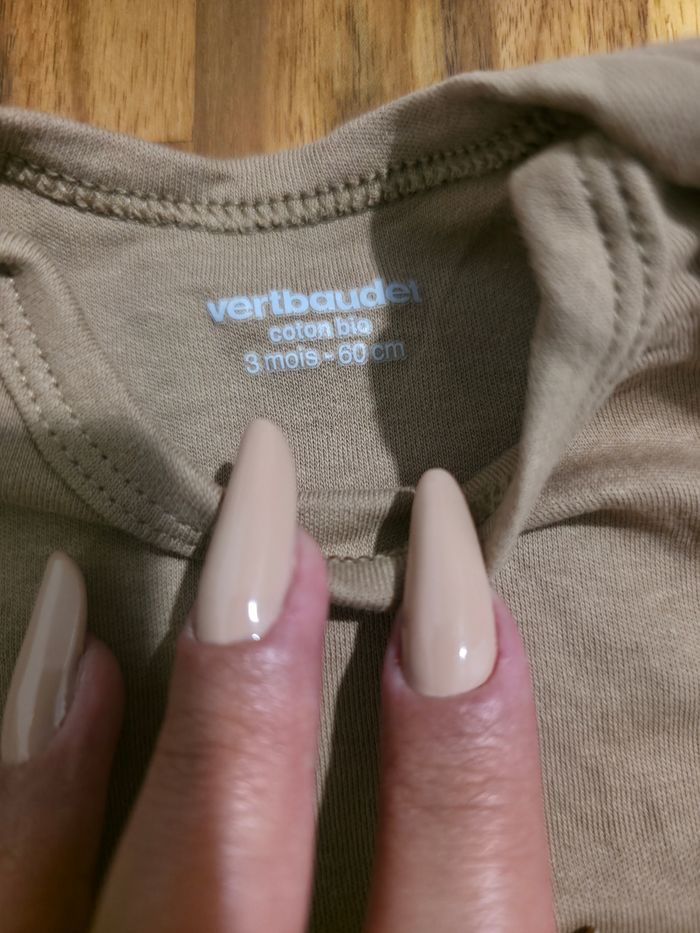 vertbaudet
coton bio
3 mois - 60 cm